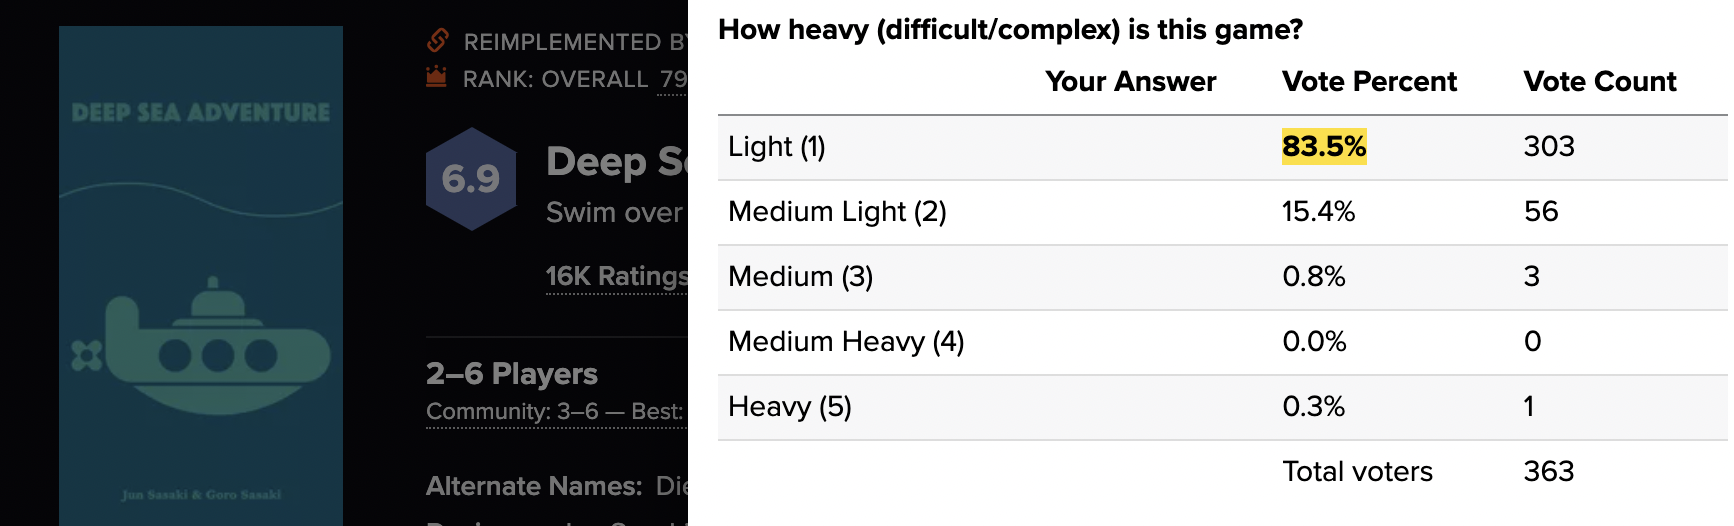 DEEP SEA ADVENTURE
Jun Sasaki & Goro Sasaki
REIMPLEMENTED BY
RANK: OVERALL 79
6.9
Deep
Swim over
16K Ratings
2–6 Players
Community: 3–6 — Best:
Alternate Names:
How heavy (difficult/complex) is this game?
Your Answer Vote Percent Vote Count
Light (1) 83.5% 303
Medium Light (2) 15.4% 56
Medium (3) 0.8% 3
Medium Heavy (4) 0.0% 0
Heavy (5) 0.3% 1
Total voters 363